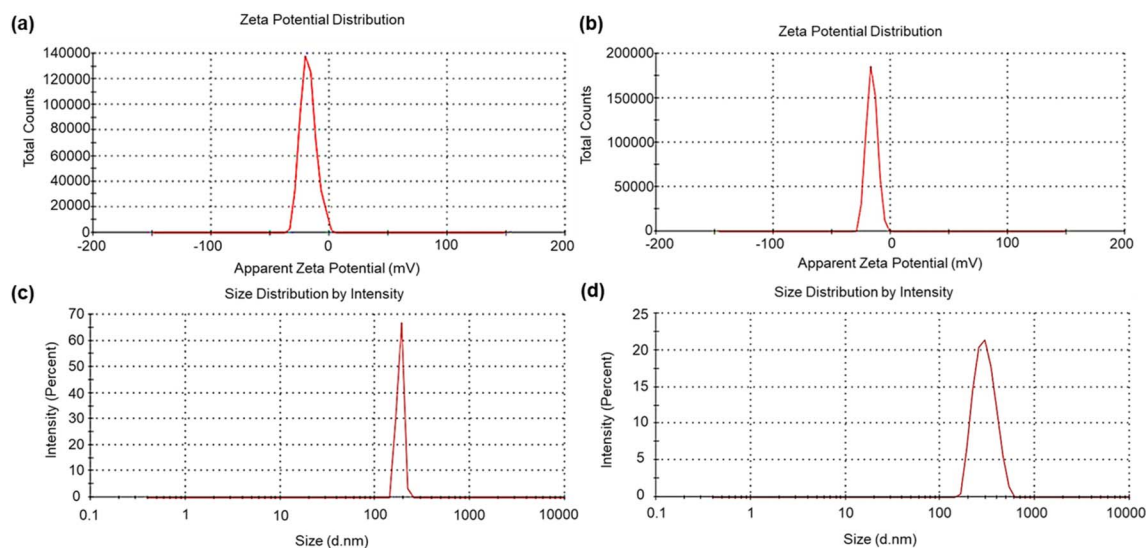 (a)
Zeta Potential Distribution
140000
120000
100000
80000
60000
40000
20000
0
Total Counts
-200 -100 0 100 200
Apparent Zeta Potential (mV)
(b)
Zeta Potential Distribution
200000
150000
100000
50000
0
Total Counts
-200 -100 0 100 200
Apparent Zeta Potential (mV)
(c)
Size Distribution by Intensity
70
60
50
40
30
20
10
0
Intensity (Percent)
0.1 1 10 100 1000 10000
Size (d.nm)
(d)
Size Distribution by Intensity
25
20
15
10
5
0
Intensity (Percent)
0.1 1 10 100 1000 10000
Size (d.nm)